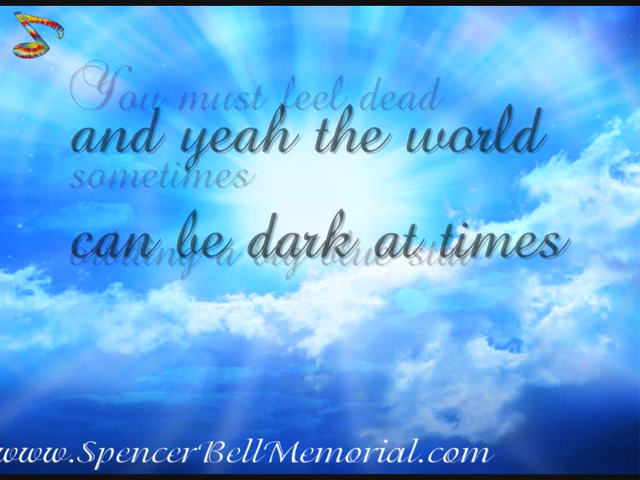 You must feel dead
and yeah the world
sometimes
can be dark at times
www.SpencerBellMemorial.com